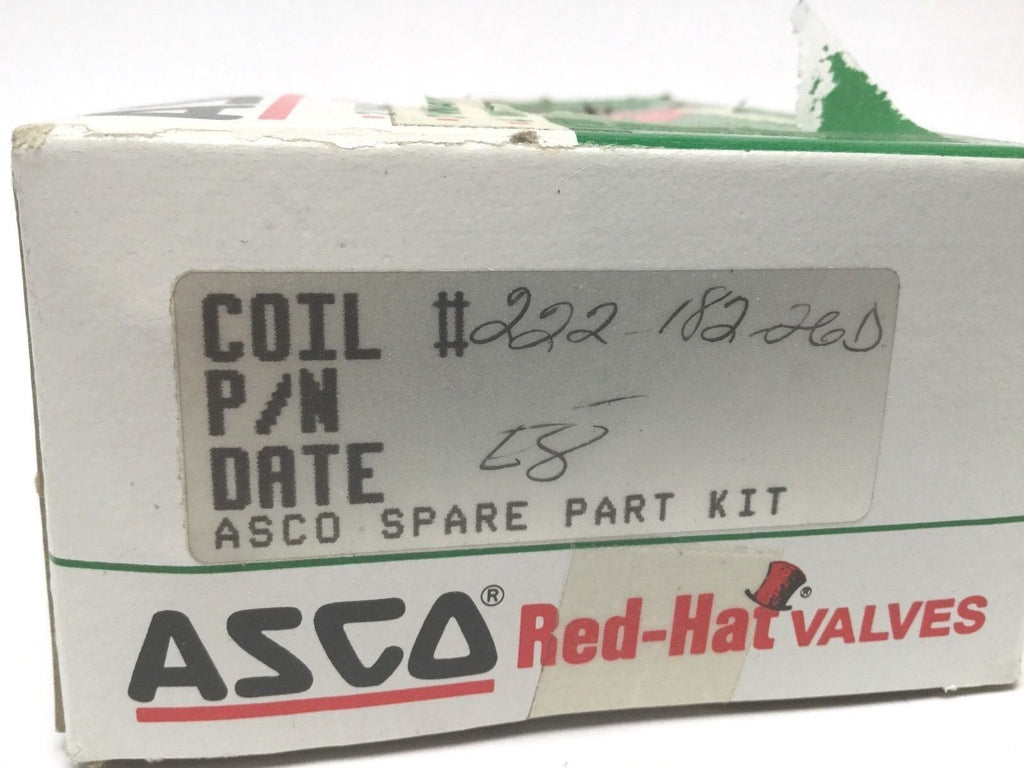 COIL #222-182-26D
P/N -
DATE E8
ASCO SPARE PART KIT
ASCO® Red-Hat® VALVES